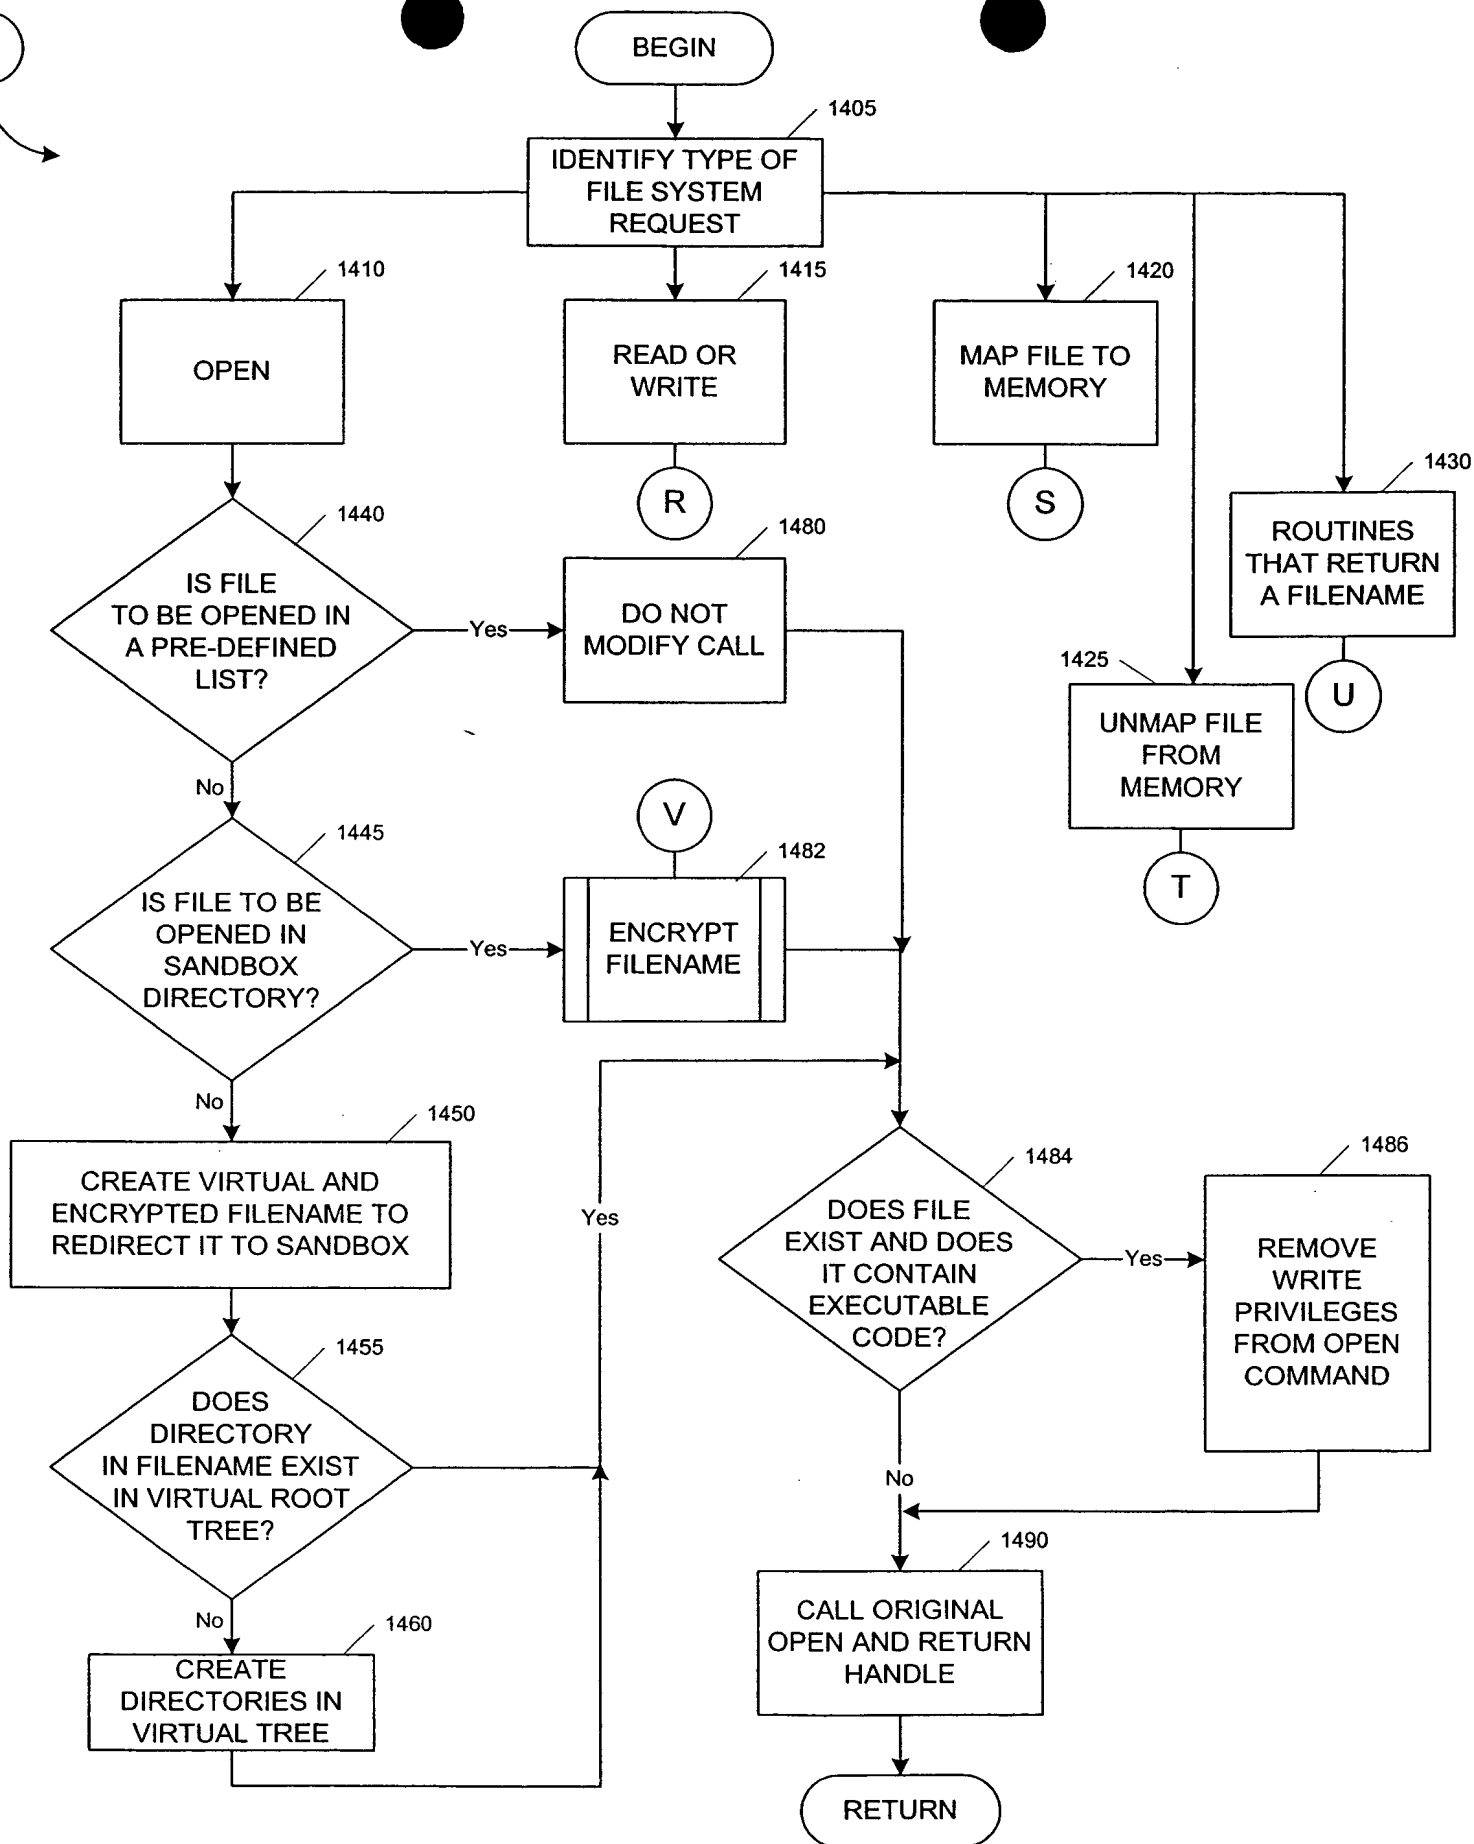 BEGIN
1405
IDENTIFY TYPE OF
FILE SYSTEM
REQUEST
1410
OPEN
1415
READ OR
WRITE
R
1420
MAP FILE TO
MEMORY
S
1430
ROUTINES
THAT RETURN
A FILENAME
U
1425
UNMAP FILE
FROM
MEMORY
T
1440
IS FILE
TO BE OPENED IN
A PRE-DEFINED
LIST?
Yes
No
1480
DO NOT
MODIFY CALL
1445
IS FILE TO BE
OPENED IN
SANDBOX
DIRECTORY?
Yes
No
V
1482
ENCRYPT
FILENAME
1450
CREATE VIRTUAL AND
ENCRYPTED FILENAME TO
REDIRECT IT TO SANDBOX
1455
DOES
DIRECTORY
IN FILENAME EXIST
IN VIRTUAL ROOT
TREE?
Yes
No
1460
CREATE
DIRECTORIES IN
VIRTUAL TREE
1484
DOES FILE
EXIST AND DOES
IT CONTAIN
EXECUTABLE
CODE?
Yes
No
1486
REMOVE
WRITE
PRIVILEGES
FROM OPEN
COMMAND
1490
CALL ORIGINAL
OPEN AND RETURN
HANDLE
RETURN